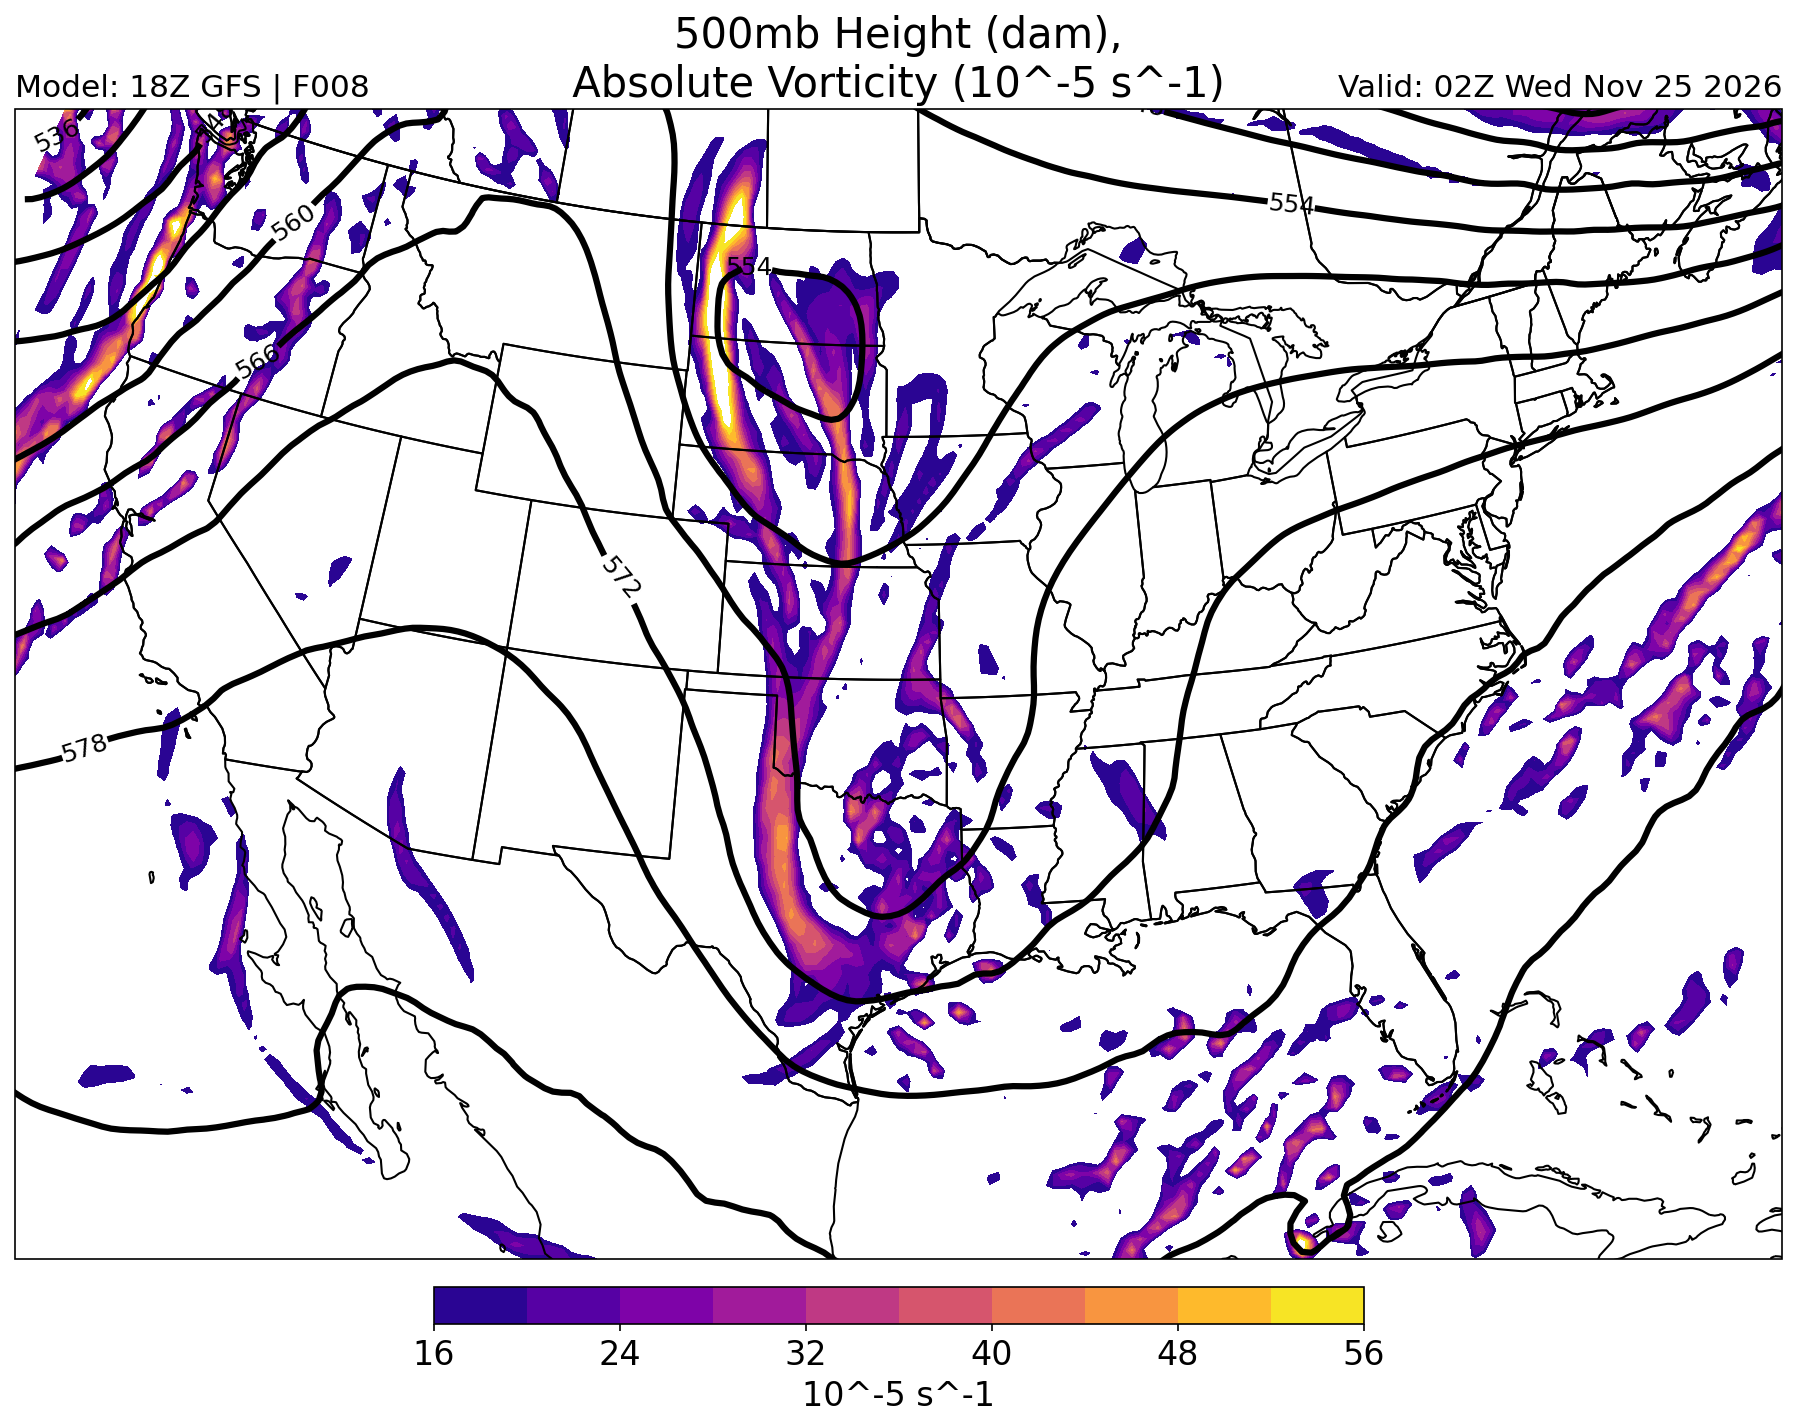 500mb Height (dam),
Model: 18Z GFS | F008
Absolute Vorticity (10^-5 s^-1)
Valid: 02Z Wed Nov 25 2026
536
560
554
554
566
572
578
16 24 32 40 48 56
10^-5 s^-1